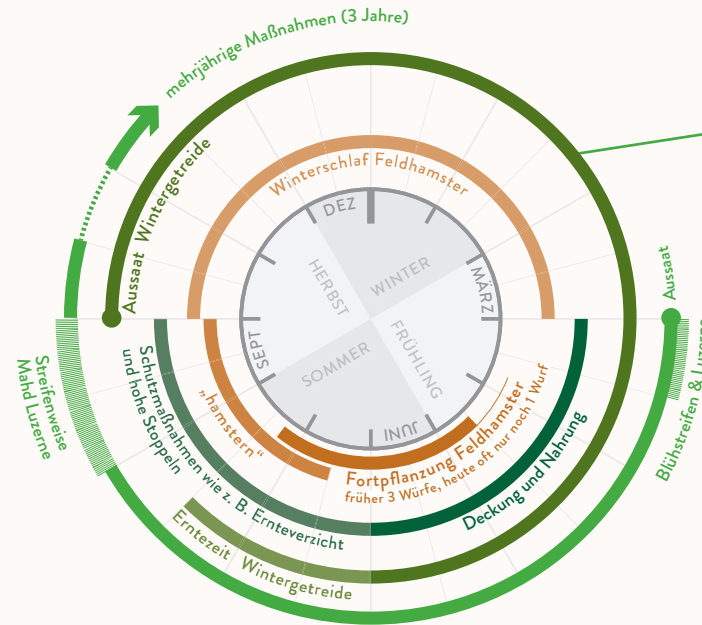 mehrjährige Maßnahmen (3 Jahre)
Aussaat Wintergetreide
Winterschlaf Feldhamster
DEZ
WINTER
MÄRZ
HERBST
FRÜHLING
SEPT
SOMMER
JUNI
Aussaat
Blühstreifen & Luzerne
Streifenweise
Mahd Luzerne
Schutzmaßnahmen wie z. B. Ernteverzicht
und hohe Stoppeln
„hamstern“
Fortpflanzung Feldhamster
früher 3 Würfe, heute oft nur noch 1 Wurf
Deckung und Nahrung
Erntezeit Wintergetreide